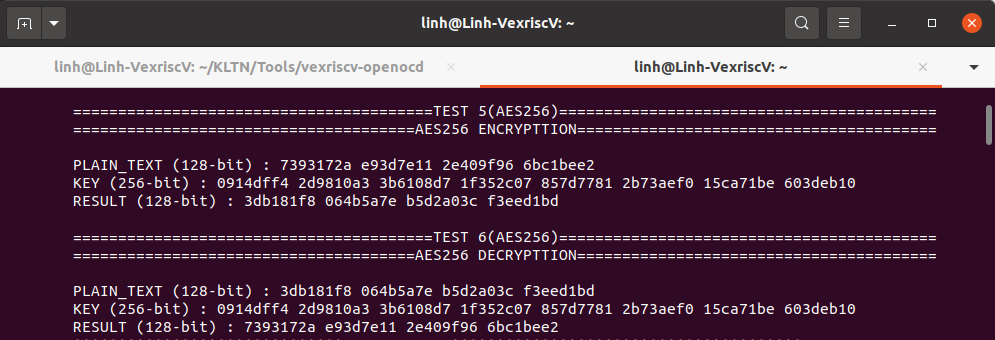 linh@Linh-VexriscV: ~
linh@Linh-VexriscV: ~/KLTN/Tools/vexriscv-openocd
linh@Linh-VexriscV: ~
========================================TEST 5(AES256)==========================================
======================================AES256 ENCRYPTTION========================================
PLAIN_TEXT (128-bit) : 7393172a e93d7e11 2e409f96 6bc1bee2
KEY (256-bit) : 0914dff4 2d9810a3 3b6108d7 1f352c07 857d7781 2b73aef0 15ca71be 603deb10
RESULT (128-bit) : 3db181f8 064b5a7e b5d2a03c f3eed1bd
========================================TEST 6(AES256)==========================================
======================================AES256 DECRYPTTION========================================
PLAIN_TEXT (128-bit) : 3db181f8 064b5a7e b5d2a03c f3eed1bd
KEY (256-bit) : 0914dff4 2d9810a3 3b6108d7 1f352c07 857d7781 2b73aef0 15ca71be 603deb10
RESULT (128-bit) : 7393172a e93d7e11 2e409f96 6bc1bee2